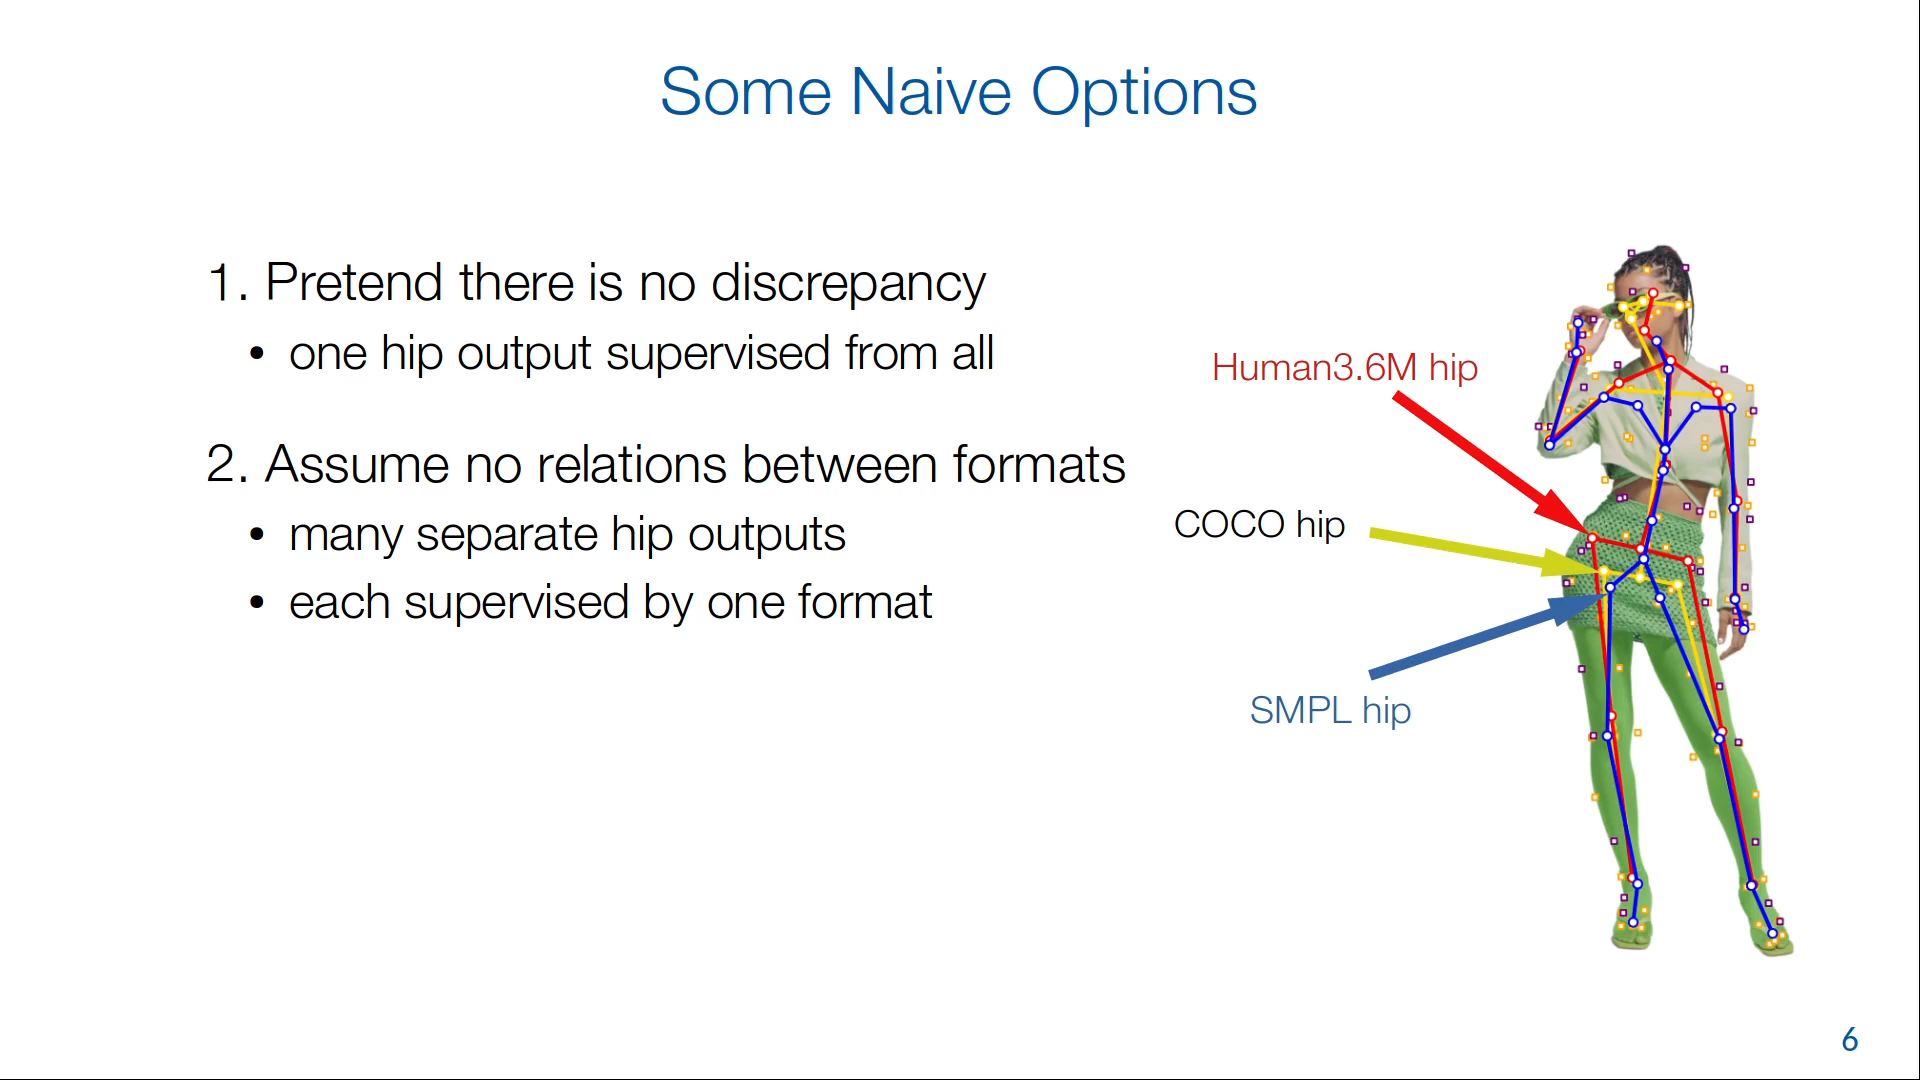 Some Naive Options
1. Pretend there is no discrepancy
• one hip output supervised from all
2. Assume no relations between formats
• many separate hip outputs
• each supervised by one format
Human3.6M hip
COCO hip
SMPL hip
6